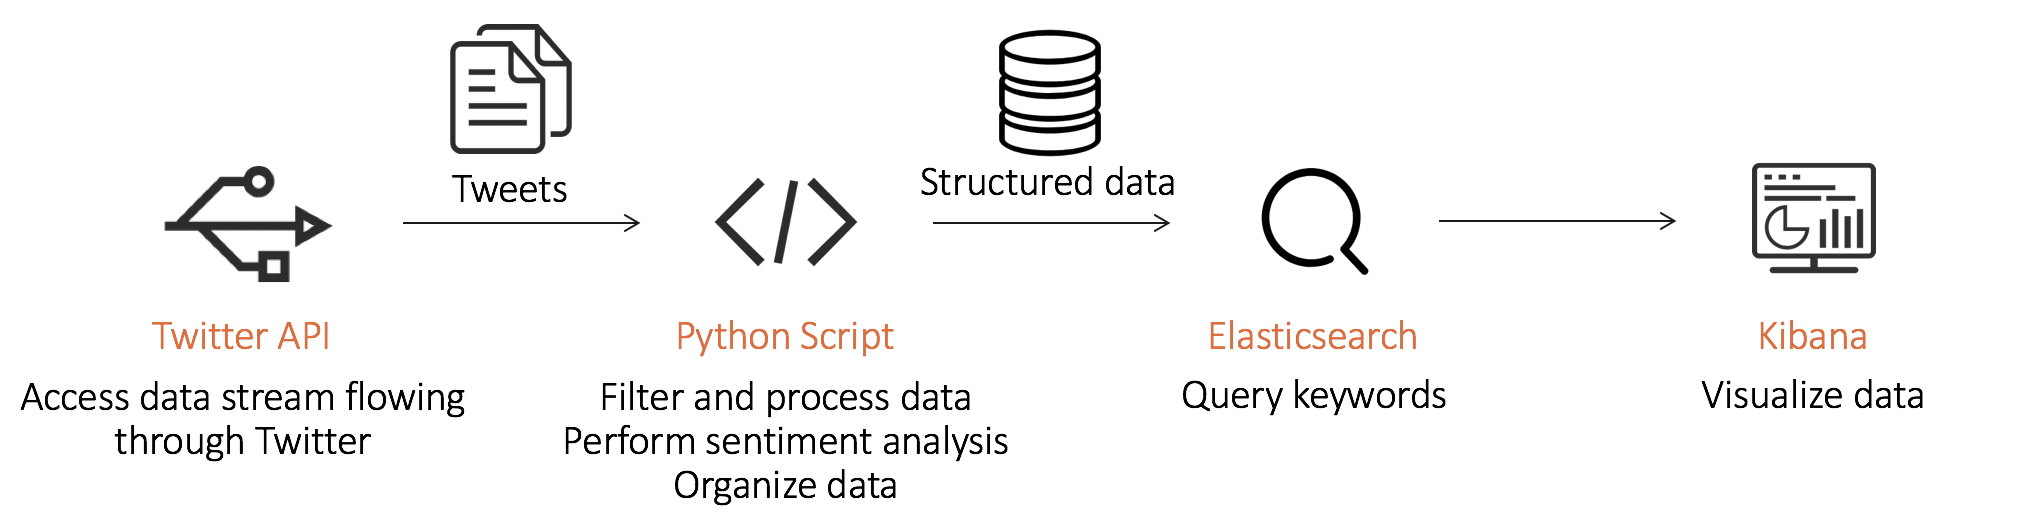 Tweets
Structured data
Twitter API
Access data stream flowing
through Twitter
Python Script
Filter and process data
Perform sentiment analysis
Organize data
Elasticsearch
Query keywords
Kibana
Visualize data